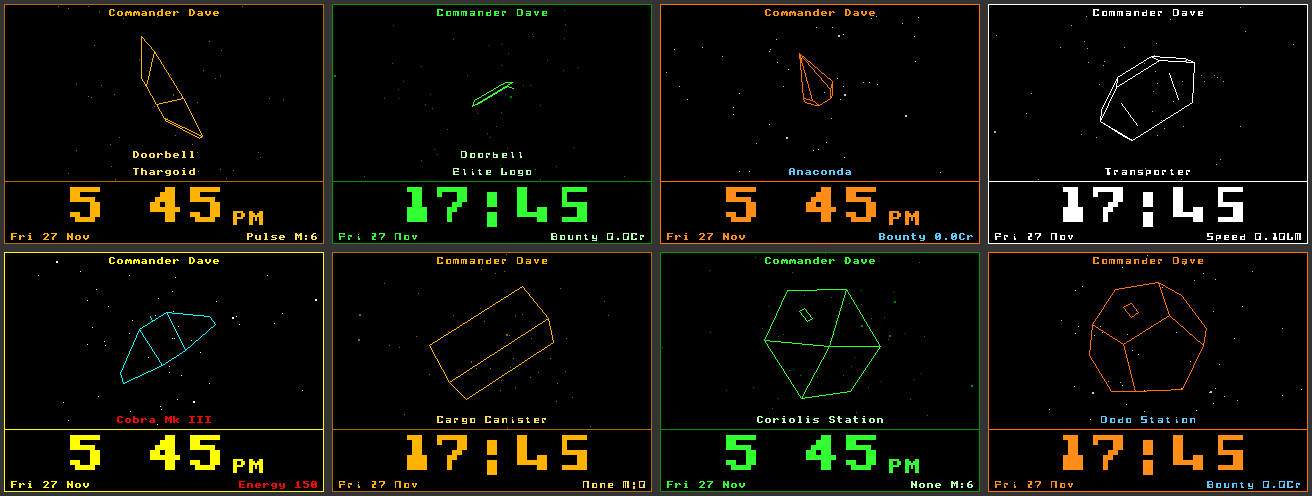 Commander Dave
Doorbell
Thargoid
5 45 PM
Fri 27 Nov Pulse M:6
Commander Dave
Doorbell
Elite Logo
17:45
Fri 27 Nov Bounty 0.0Cr
Commander Dave
Anaconda
5 45 PM
Fri 27 Nov Bounty 0.0Cr
Commander Dave
Transporter
17:45
Fri 27 Nov Speed 0.10LM
Commander Dave
Cobra Mk III
5 45 PM
Fri 27 Nov Energy 150
Commander Dave
Cargo Canister
17:45
Fri 27 Nov None M:0
Commander Dave
Coriolis Station
5 45 PM
Fri 27 Nov None M:6
Commander Dave
Dodo Station
17:45
Fri 27 Nov Bounty 0.0Cr